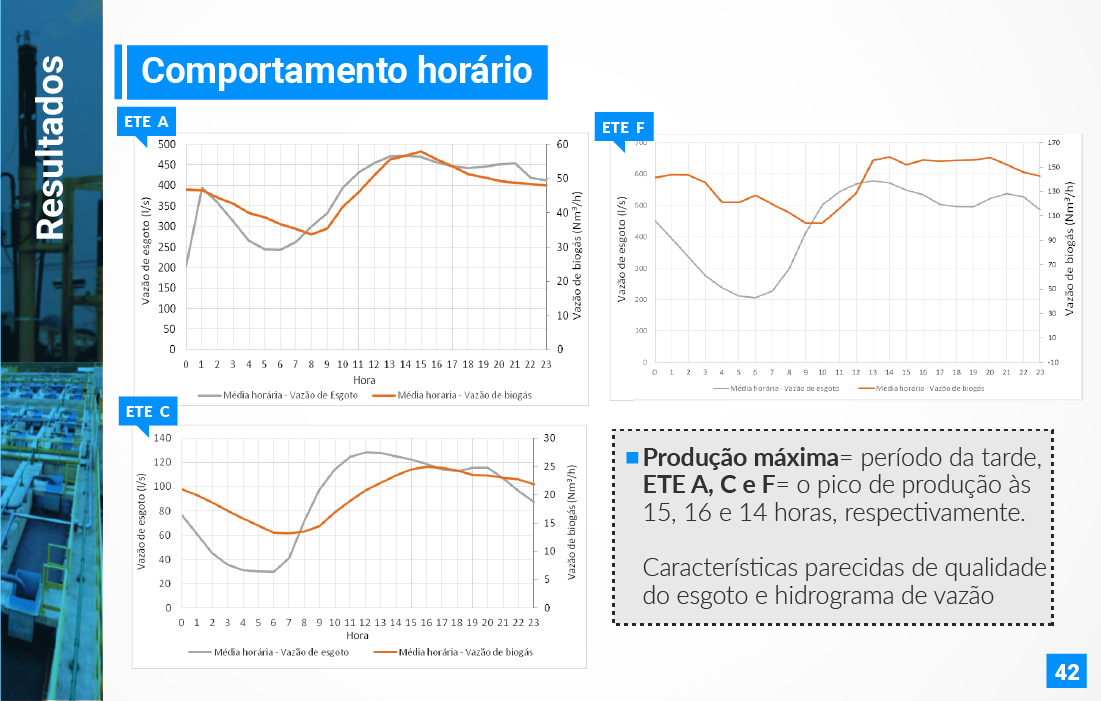 Resultados
Comportamento horário
ETE A
500
450
400
350
300
250
200
150
100
50
0
Vazão de esgoto (l/s)
60
50
40
30
20
10
0
Vazão de biogás (Nm³/h)
0 1 2 3 4 5 6 7 8 9 10 11 12 13 14 15 16 17 18 19 20 21 22 23
Hora
Média horária - Vazão de Esgoto
Média horaria - Vazão de biogás
ETE F
700
600
500
400
300
200
100
0
Vazão de esgoto (l/s)
170
150
130
110
90
70
50
30
10
-10
Vazão de biogás (Nm³/h)
0 1 2 3 4 5 6 7 8 9 10 11 12 13 14 15 16 17 18 19 20 21 22 23
Média horária - Vazão de esgoto
Média horária - Vazão de biogás
ETE C
140
120
100
80
60
40
20
0
Vazão de esgoto (l/s)
30
25
20
15
10
5
0
Vazão de biogás (Nm³/h)
0 1 2 3 4 5 6 7 8 9 10 11 12 13 14 15 16 17 18 19 20 21 22 23
Hora
Média horária - Vazão de esgoto
Média horária - Vazão de biogás
Produção máxima= período da tarde,
ETE A, C e F= o pico de produção às
15, 16 e 14 horas, respectivamente.
Características parecidas de qualidade
do esgoto e hidrograma de vazão
42